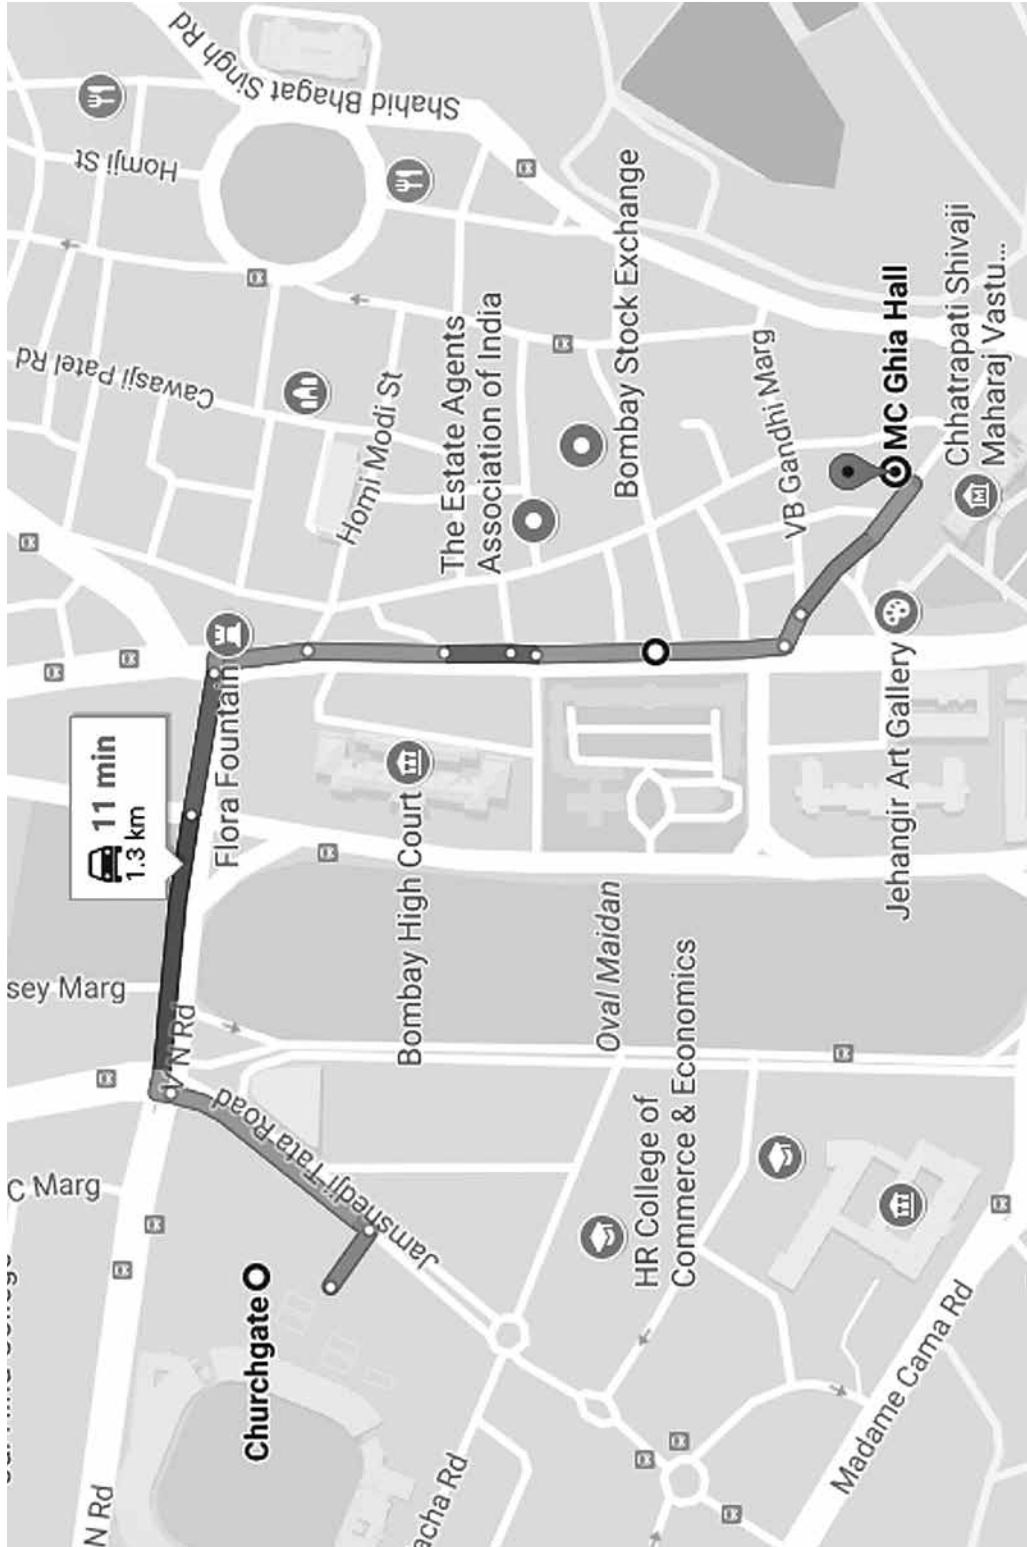 C Marg
sey Marg
Cawasji Patel Rd
Homji St
N Rd
11 min
1.3 km
V N Rd
Shahid Bhagat Singh Rd
Churchgate
Flora Fountain
Jamshedji Tata Road
Homi Modi St
Bombay High Court
acha Rd
The Estate Agents
Association of India
Oval Maidan
Bombay Stock Exchange
HR College of
Commerce & Economics
VB Gandhi Marg
Madame Cama Rd
Jehangir Art Gallery
MC Ghia Hall
Chhatrapati Shivaji
Maharaj Vastu...